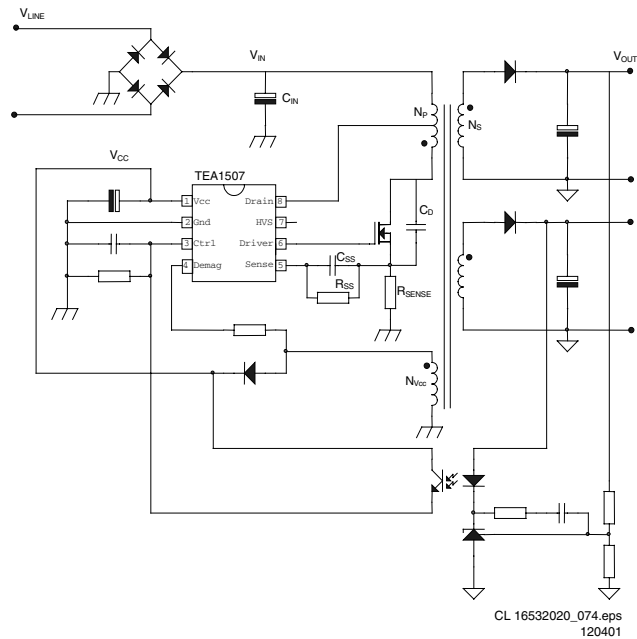 VLINE
VIN
VOUT
CIN
NP
NS
VCC
TEA1507
1 Vcc Drain 8
2 Gnd HVS 7
3 Ctrl Driver 6
4 Demag Sense 5
CD
CSS
RSS
RSENSE
NVcc
CL 16532020_074.eps
120401